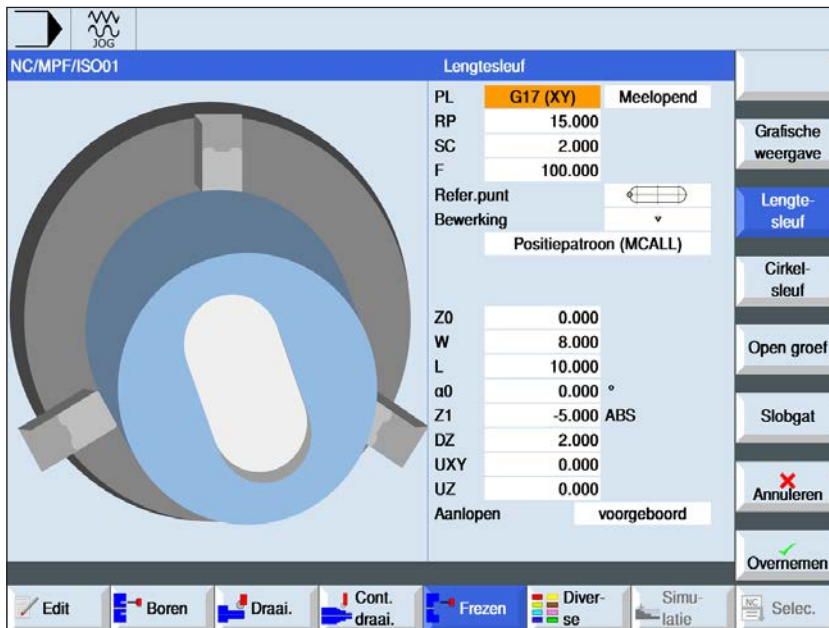 JOG
NC/MPF/ISO01
Lengtesleuf
PL G17 (XY) Meelopend
RP 15.000
SC 2.000
F 100.000
Refer.punt
Bewerking ▿
Positiepatroon (MCALL)
Z0 0.000
W 8.000
L 10.000
α0 0.000 °
Z1 -5.000 ABS
DZ 2.000
UXY 0.000
UZ 0.000
Aanlopen voorgeboord
Grafische
weergave
Lengte-
sleuf
Cirkel-
sleuf
Open groef
Slobgat
Annuleren
Overnemen
Edit
Boren
Draai.
Cont.
draai.
Frezen
Diver-
se
Simu-
latie
NC
Selec.